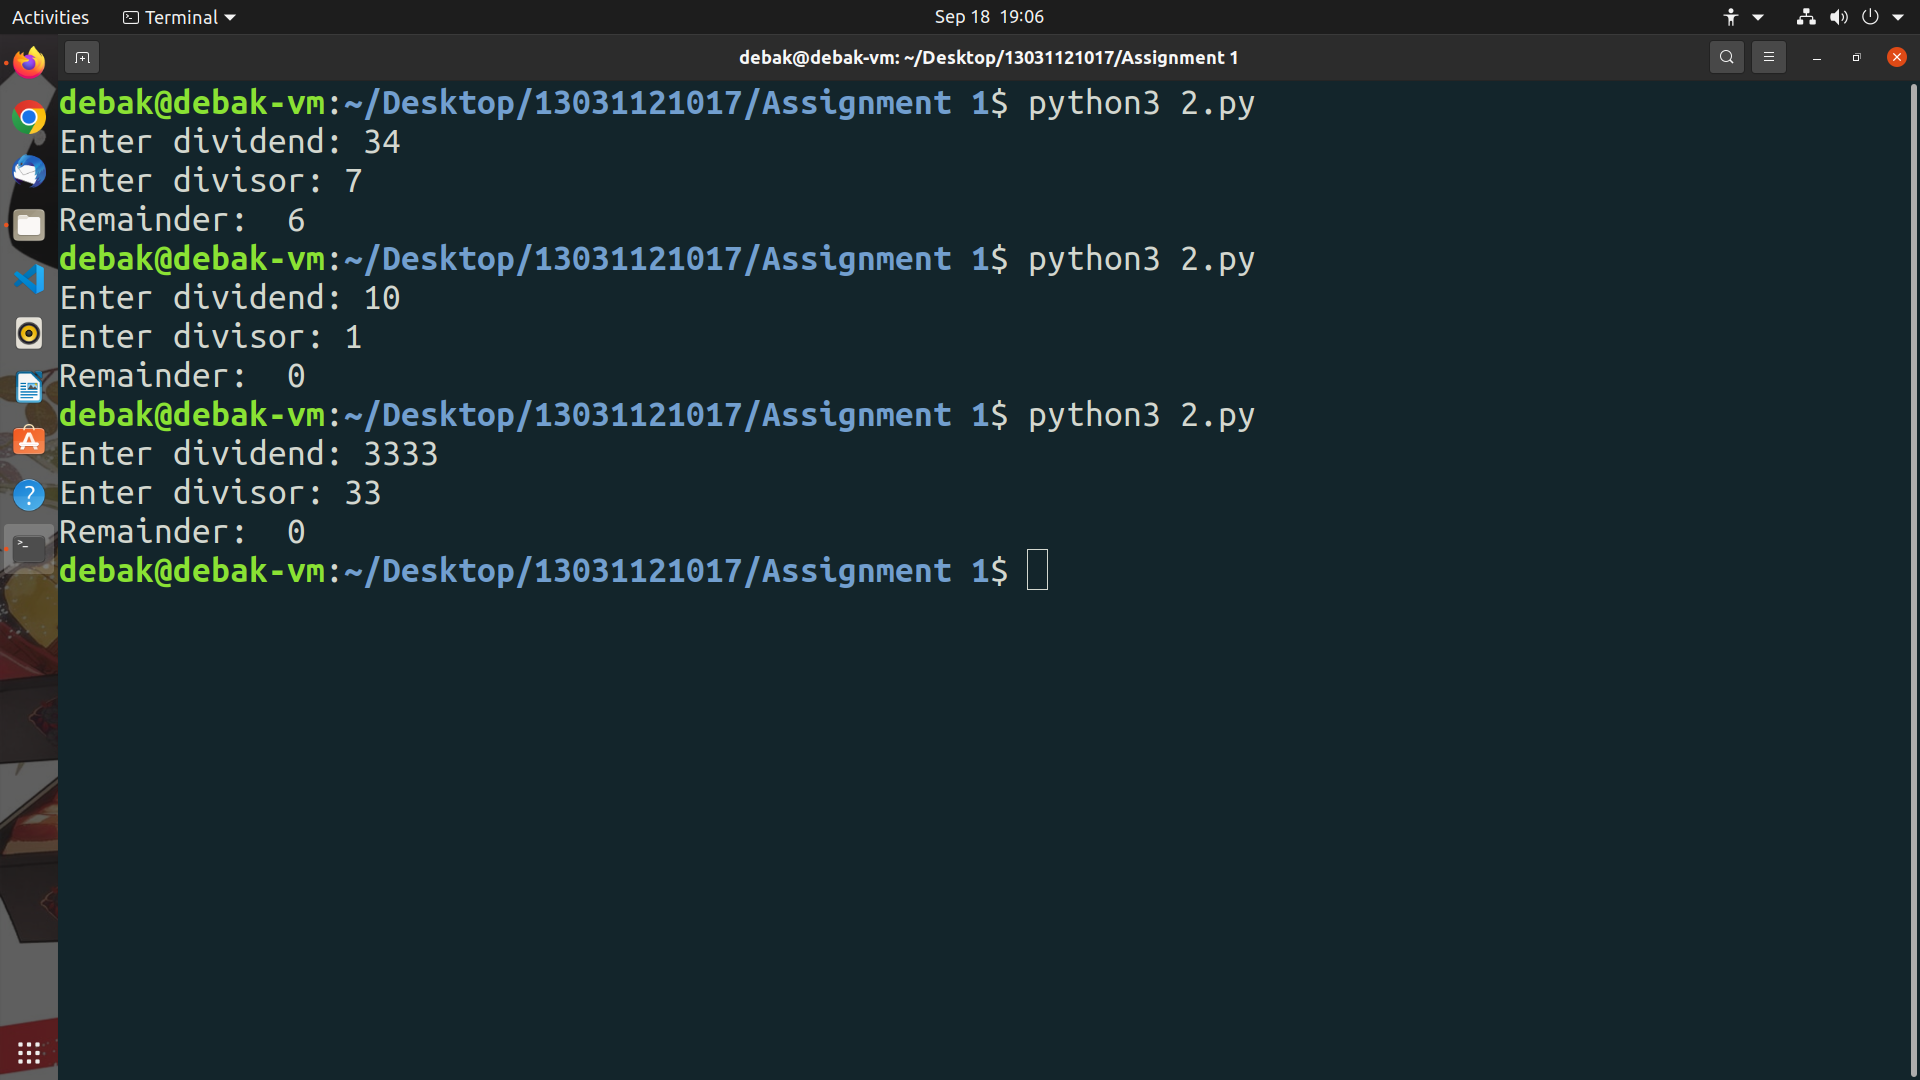 Activities Terminal Sep 18 19:06
debak@debak-vm: ~/Desktop/13031121017/Assignment 1
debak@debak-vm:~/Desktop/13031121017/Assignment 1$ python3 2.py
Enter dividend: 34
Enter divisor: 7
Remainder:  6
debak@debak-vm:~/Desktop/13031121017/Assignment 1$ python3 2.py
Enter dividend: 10
Enter divisor: 1
Remainder:  0
debak@debak-vm:~/Desktop/13031121017/Assignment 1$ python3 2.py
Enter dividend: 3333
Enter divisor: 33
Remainder:  0
debak@debak-vm:~/Desktop/13031121017/Assignment 1$